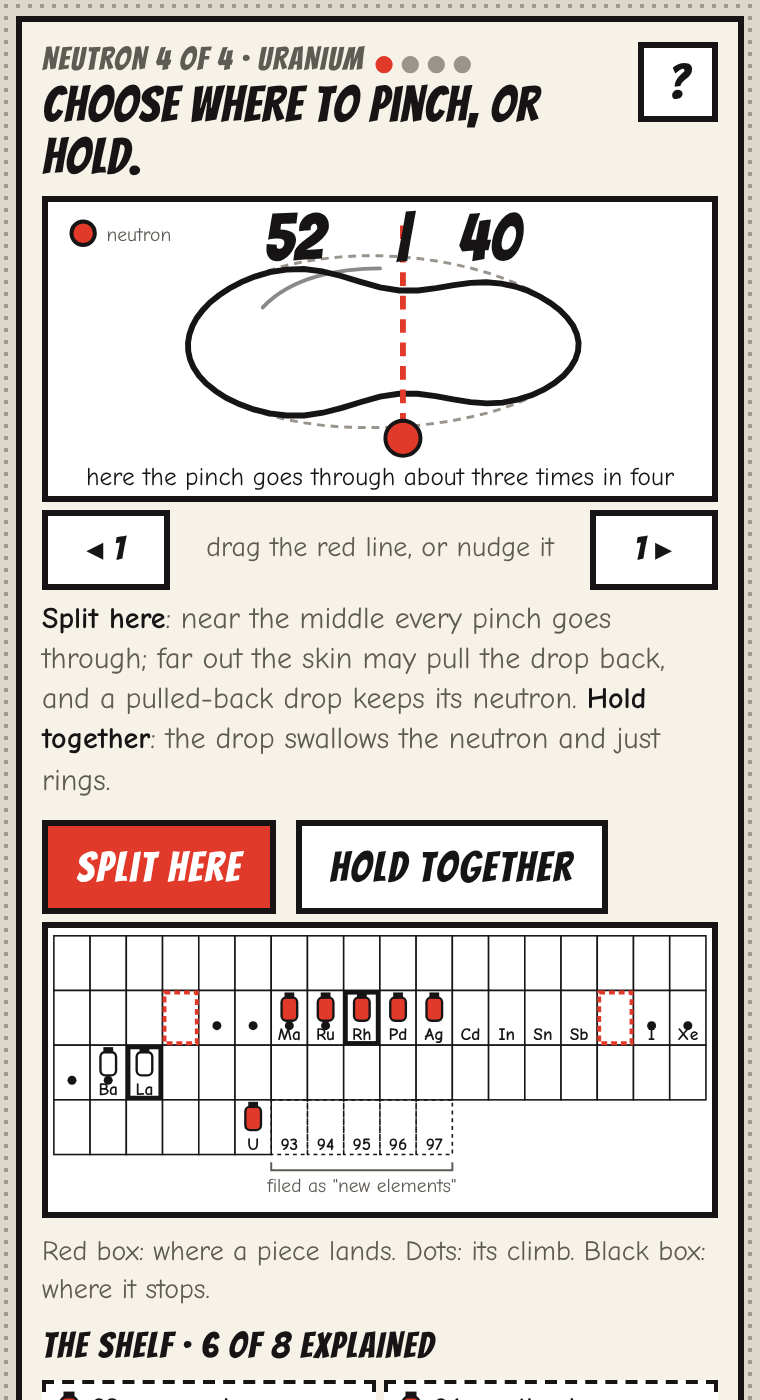 NEUTRON 4 OF 4 · URANIUM
CHOOSE WHERE TO PINCH, OR
HOLD.
?
neutron
52 / 40
here the pinch goes through about three times in four
◀ 1
drag the red line, or nudge it
1 ▶
Split here: near the middle every pinch goes
through; far out the skin may pull the drop back,
and a pulled-back drop keeps its neutron. Hold
together: the drop swallows the neutron and just
rings.
SPLIT HERE
HOLD TOGETHER
Ma Ru Rh Pd Ag Cd In Sn Sb I Xe
Ba La
U 93 94 95 96 97
filed as "new elements"
Red box: where a piece lands. Dots: its climb. Black box:
where it stops.
THE SHELF · 6 OF 8 EXPLAINED